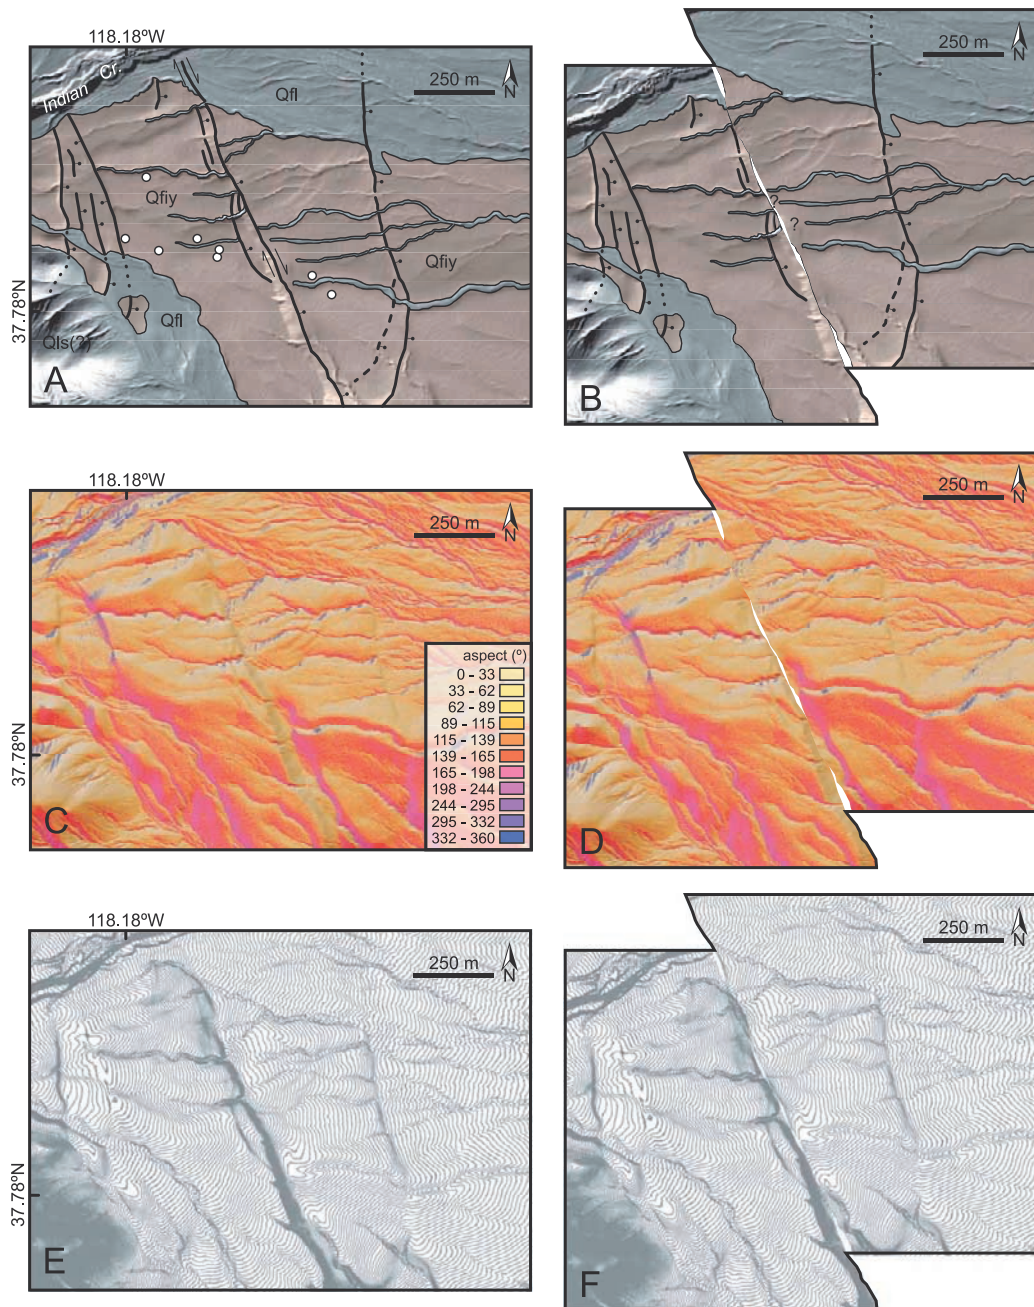 118.18ºW
Indian Cr.
Qfl
250 m
N
Qfiy
Qfiy
Qfl
Qls(?)
37.78ºN
A
250 m
N
?
?
B
118.18ºW
250 m
N
aspect (º)
0 - 33
33 - 62
62 - 89
89 - 115
115 - 139
139 - 165
165 - 198
198 - 244
244 - 295
295 - 332
332 - 360
37.78ºN
C
250 m
N
D
118.18ºW
250 m
N
37.78ºN
E
250 m
N
F